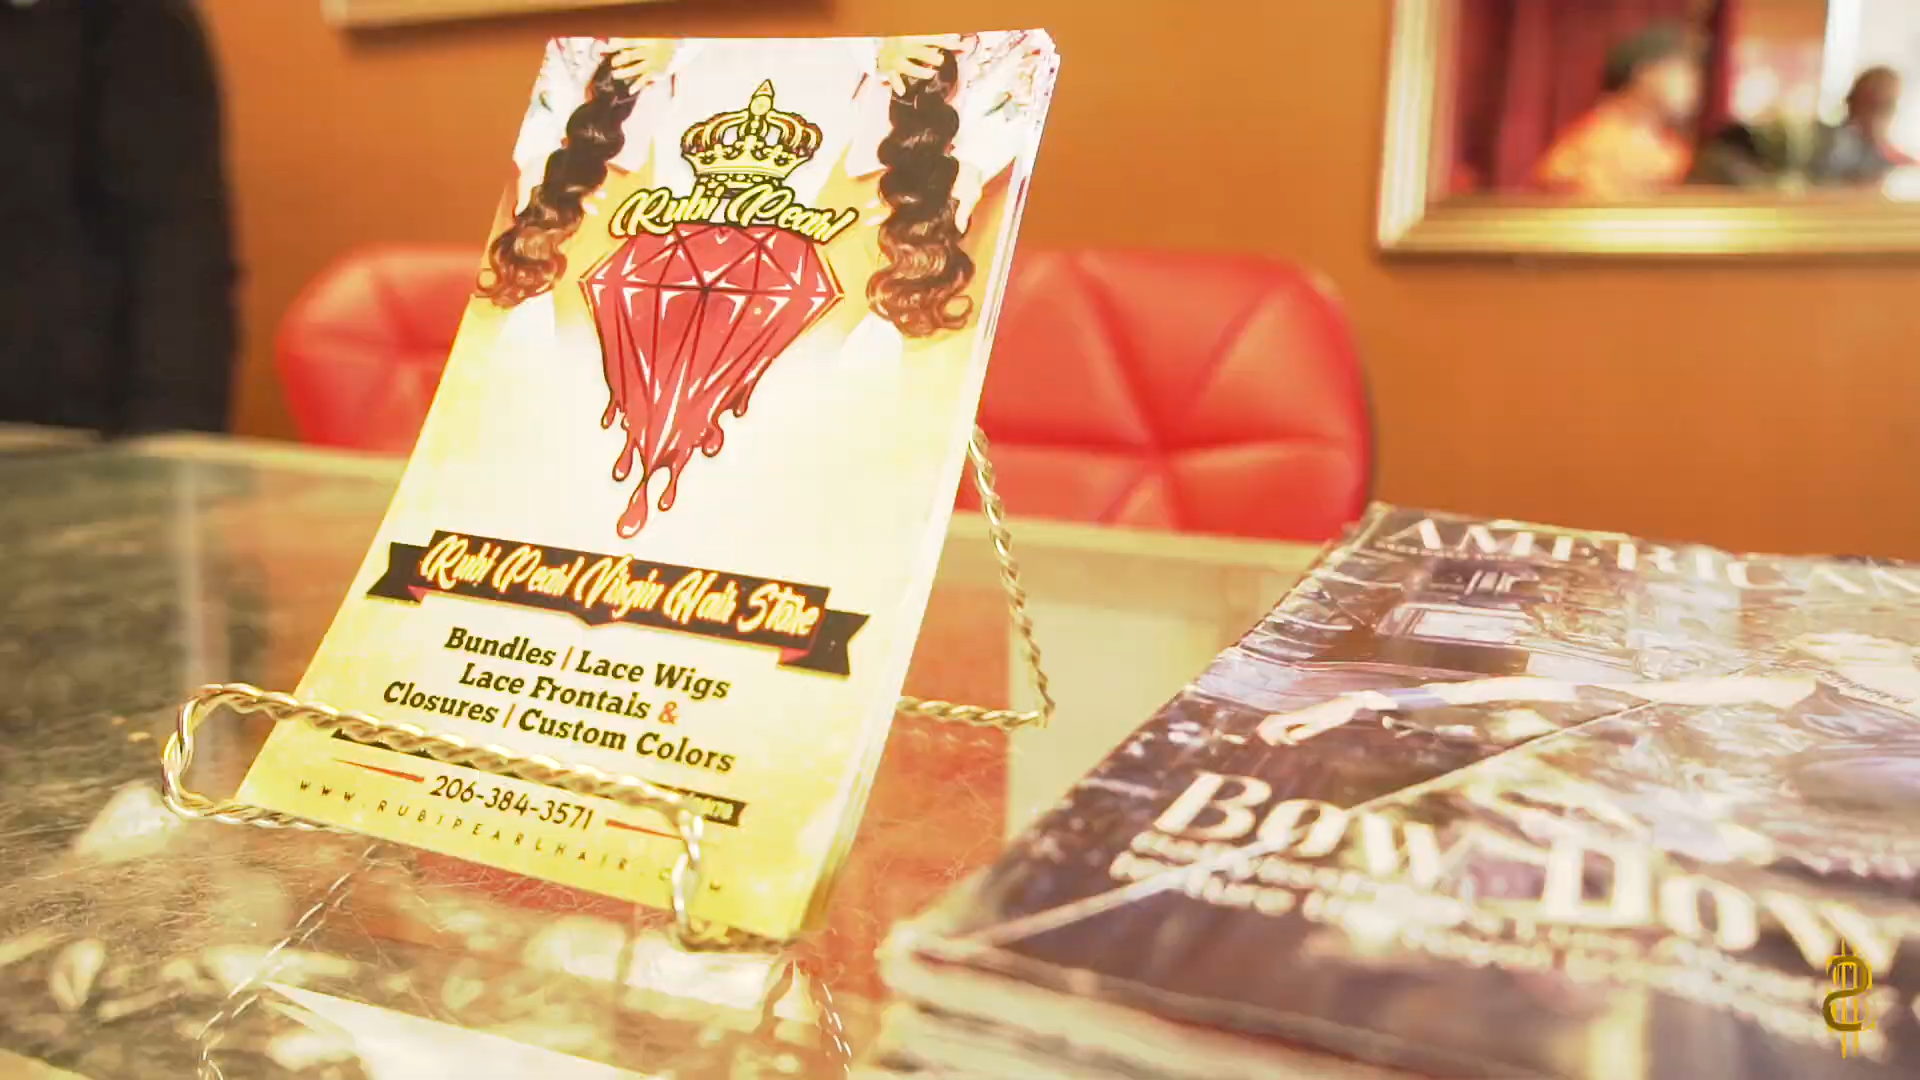 Rubi Pearl
Rubi Pearl Virgin Hair Store
Bundles | Lace Wigs
Lace Frontals &
Closures | Custom Colors
206-384-3571
WWW.RUBIPEARLHAIR.COM
AMERICAN
Bow Dow